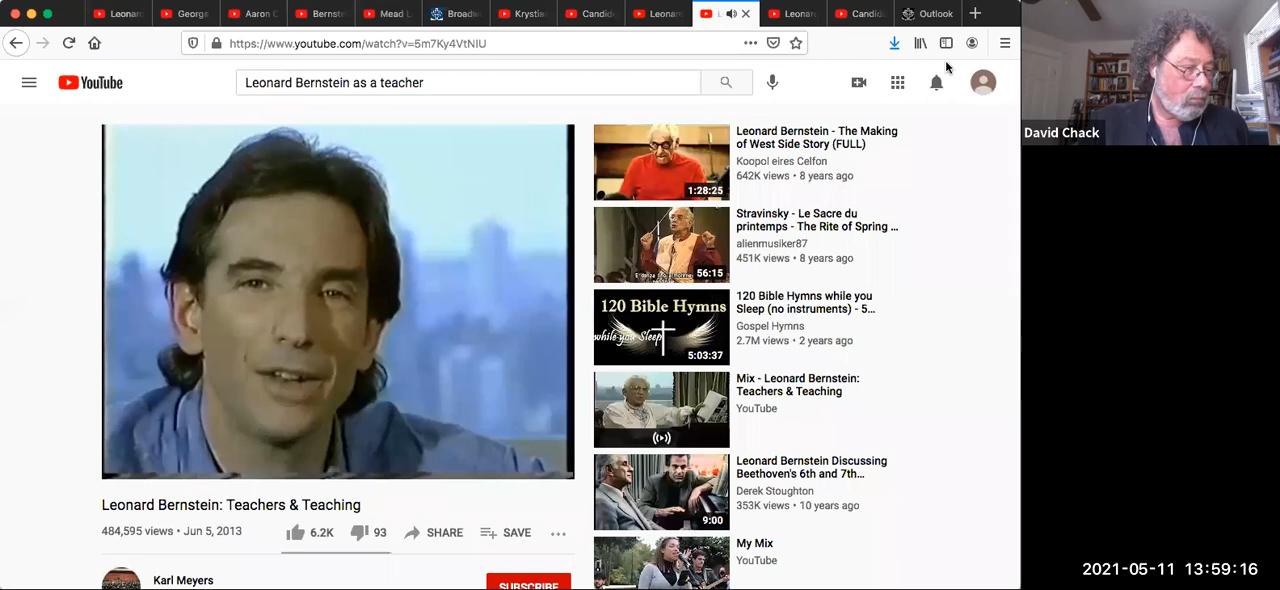 Leonard
George
Aaron C
Bernste
Mead L
Broadw
Krystia
Candid
Leonard
L
Leonar
Candid
Outlook
https://www.youtube.com/watch?v=5m7Ky4VtNIU
YouTube
Leonard Bernstein as a teacher
David Chack
Leonard Bernstein - The Making
of West Side Story (FULL)
Koopol eires Celfon
642K views • 8 years ago
1:28:25
Stravinsky - Le Sacre du
printemps - The Rite of Spring ...
alienmusiker87
451K views • 8 years ago
56:15
120 Bible Hymns while you
Sleep (no instruments) - 5...
Gospel Hymns
2.7M views • 2 years ago
120 Bible Hymns
while you Sleep
5:03:37
Mix - Leonard Bernstein:
Teachers & Teaching
YouTube
Leonard Bernstein Discussing
Beethoven's 6th and 7th...
Derek Stoughton
353K views • 10 years ago
9:00
My Mix
YouTube
Leonard Bernstein: Teachers & Teaching
484,595 views • Jun 5, 2013
6.2K
93
SHARE
SAVE
Karl Meyers
SUBSCRIBE
2021-05-11 13:59:16